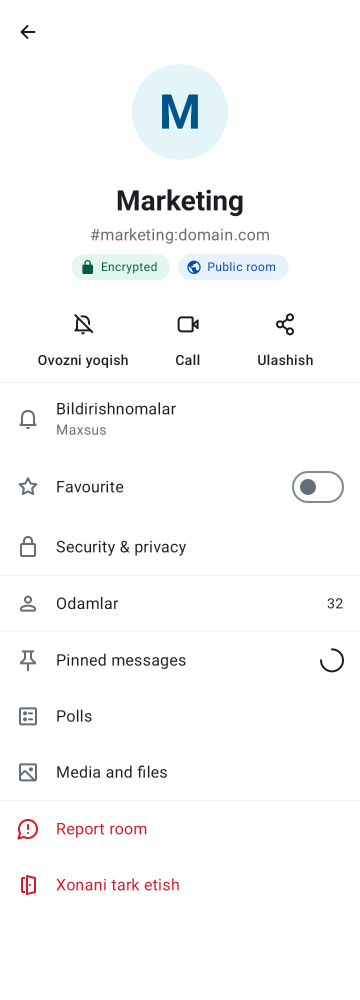 M
Marketing
#marketing:domain.com
Encrypted
Public room
Ovozni yoqish
Call
Ulashish
Bildirishnomalar
Maxsus
Favourite
Security & privacy
Odamlar 32
Pinned messages
Polls
Media and files
Report room
Xonani tark etish